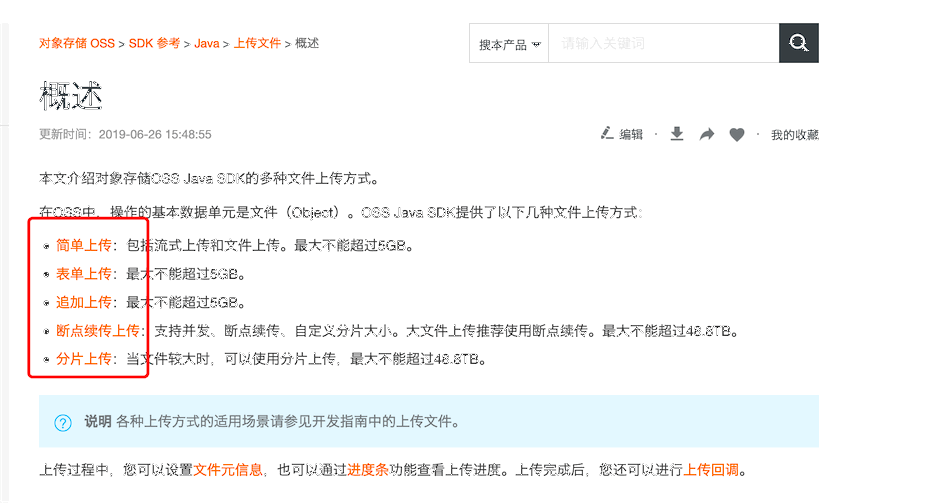 对象存储 OSS > SDK 参考 > Java > 上传文件 > 概述
搜本产品 请输入关键词
概述
更新时间：2019-06-26 15:48:55
编辑 · · 我的收藏
本文介绍对象存储OSS Java SDK的多种文件上传方式。
在OSS中，操作的基本数据单元是文件（Object）。OSS Java SDK提供了以下几种文件上传方式：
• 简单上传：包括流式上传和文件上传。最大不能超过5GB。
• 表单上传：最大不能超过5GB。
• 追加上传：最大不能超过5GB。
• 断点续传上传：支持并发、断点续传、自定义分片大小。大文件上传推荐使用断点续传。最大不能超过48.8TB。
• 分片上传：当文件较大时，可以使用分片上传，最大不能超过48.8TB。
说明 各种上传方式的适用场景请参见开发指南中的上传文件。
上传过程中，您可以设置文件元信息，也可以通过进度条功能查看上传进度。上传完成后，您还可以进行上传回调。